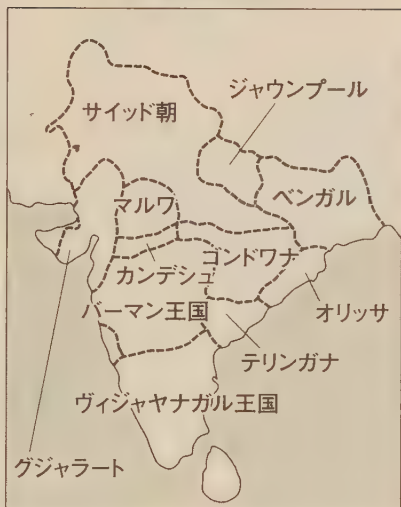 ジャウンプール
サイッド朝
ベンガル
マルワ
ゴンドワナ
カンデシュ
オリッサ
バーマン王国
テリンガナ
ヴィジャヤナガル王国
グジャラート